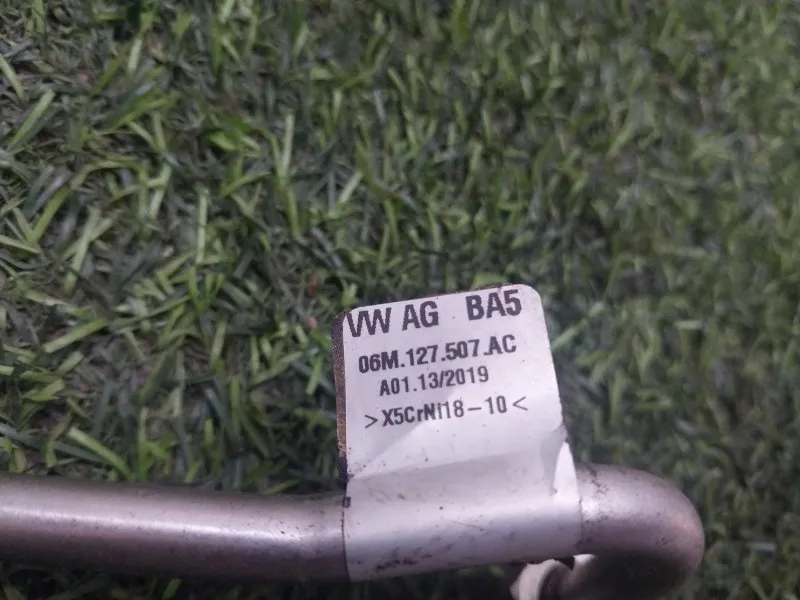 VW AG BA5
06M.127.507.AC
A01.13/2019
>X5CrNi18-10<